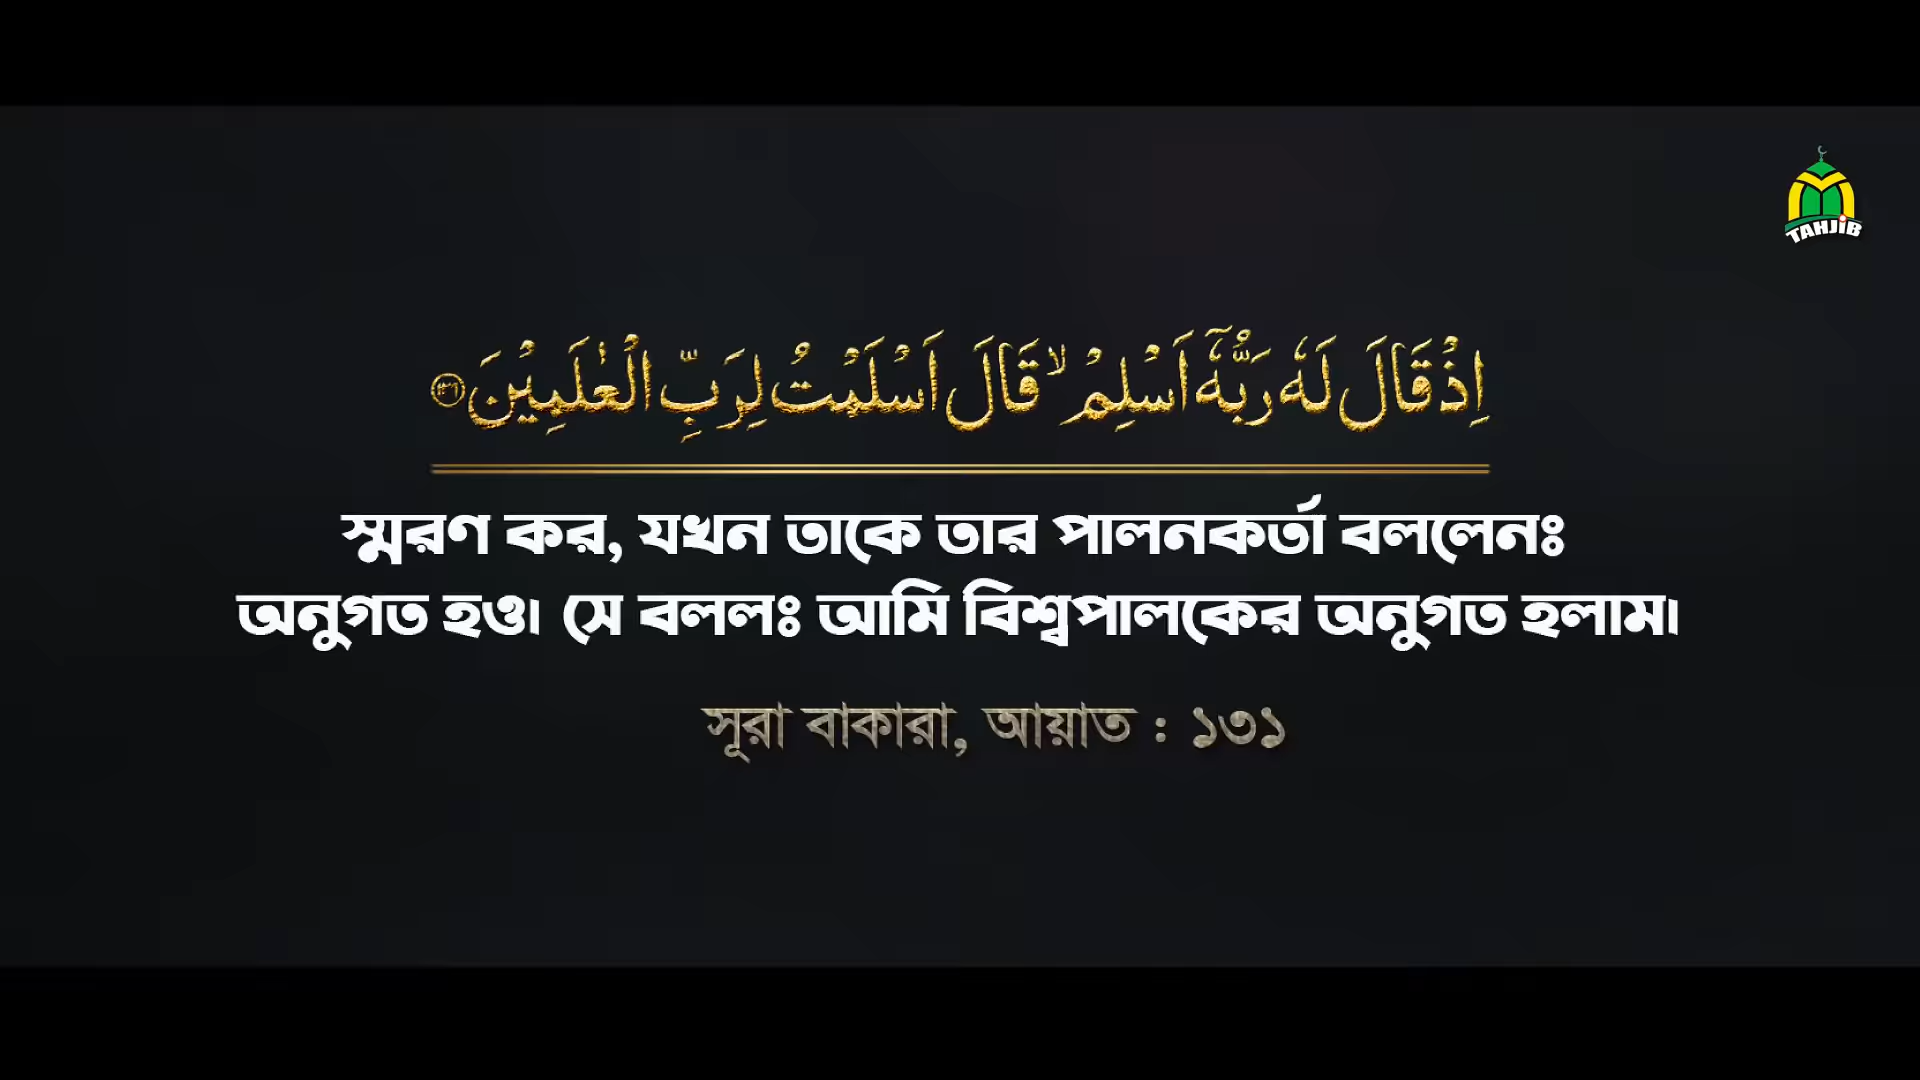 TAHJIB
اِذْ قَالَ لَهٗ رَبُّهٗۤ اَسْلِمْ ۙ قَالَ اَسْلَمْتُ لِرَبِّ الْعٰلَمِیْنَ ۝۱۳۱
স্মরণ কর, যখন তাকে তার পালনকর্তা বললেনঃ
অনুগত হও। সে বললঃ আমি বিশ্বপালকের অনুগত হলাম।
সূরা বাকারা, আয়াত : ১৩১